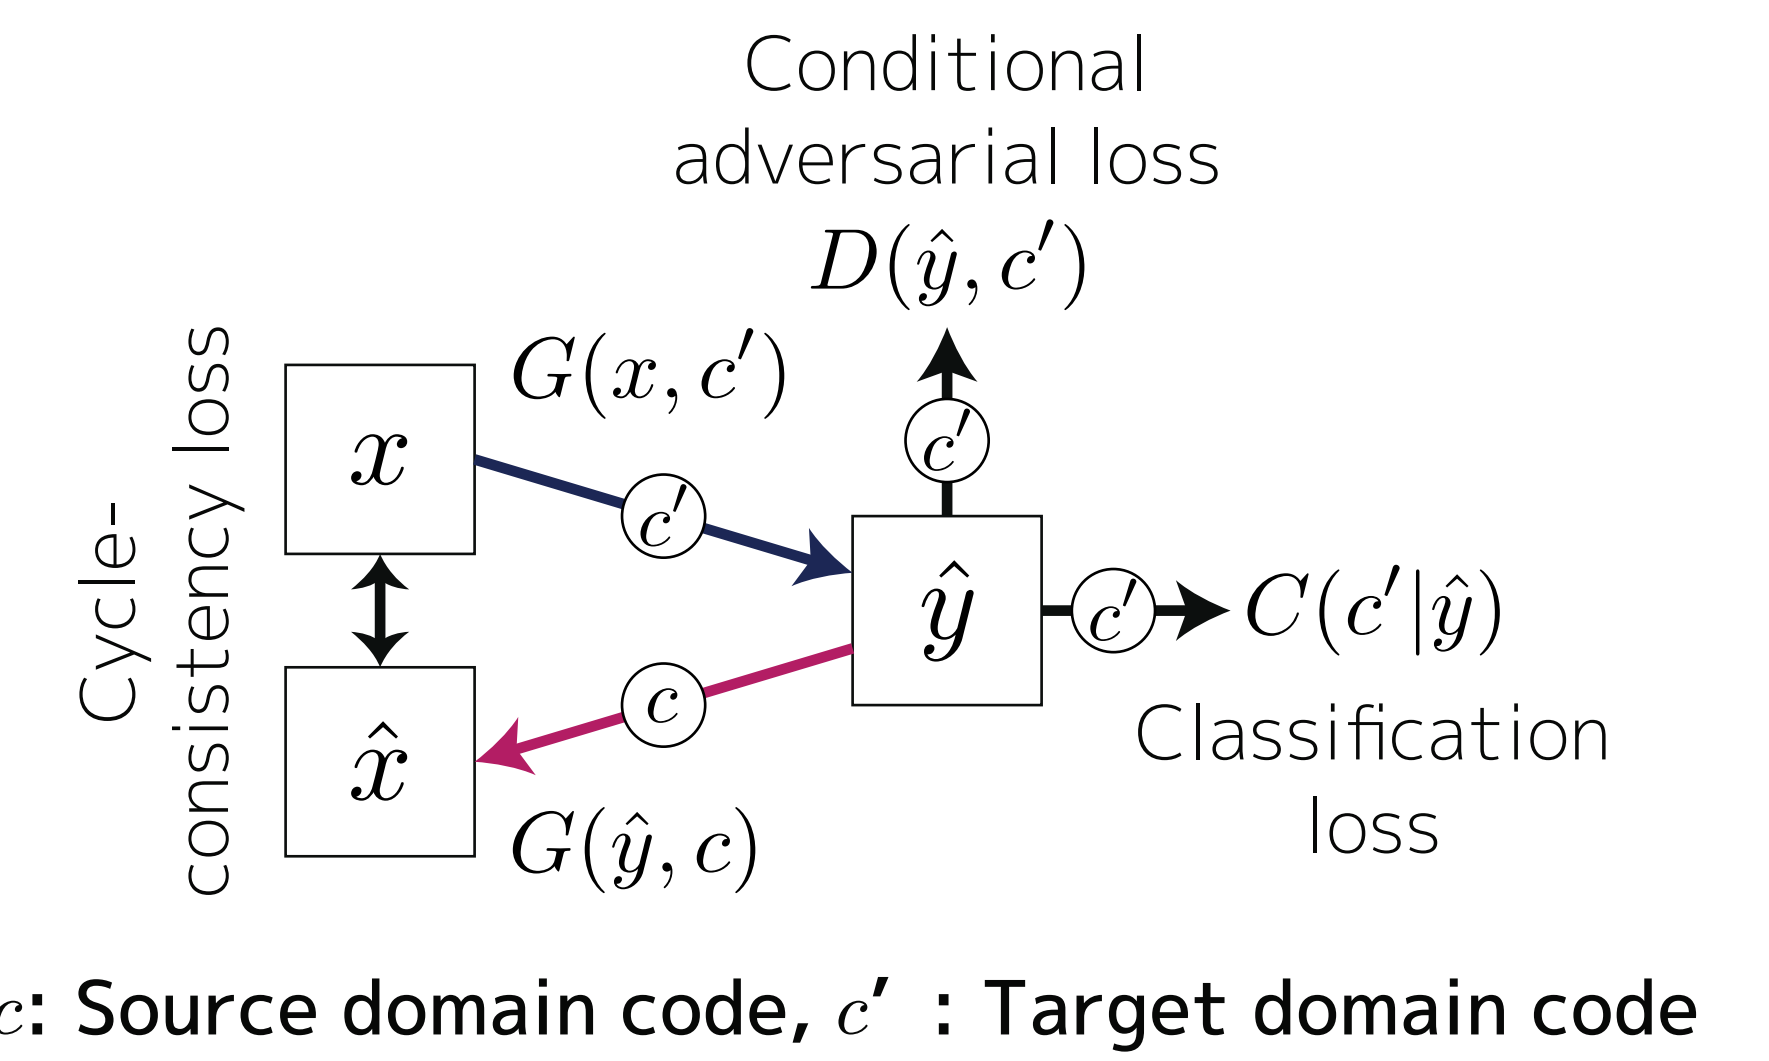 Conditional
adversarial loss
D(ŷ, c′)
G(x, c′)
Cycle-
consistency loss
x
c′
c′
ŷ
c′
C(c′|ŷ)
c
x̂
Classification
loss
G(ŷ, c)
c: Source domain code, c′ : Target domain code